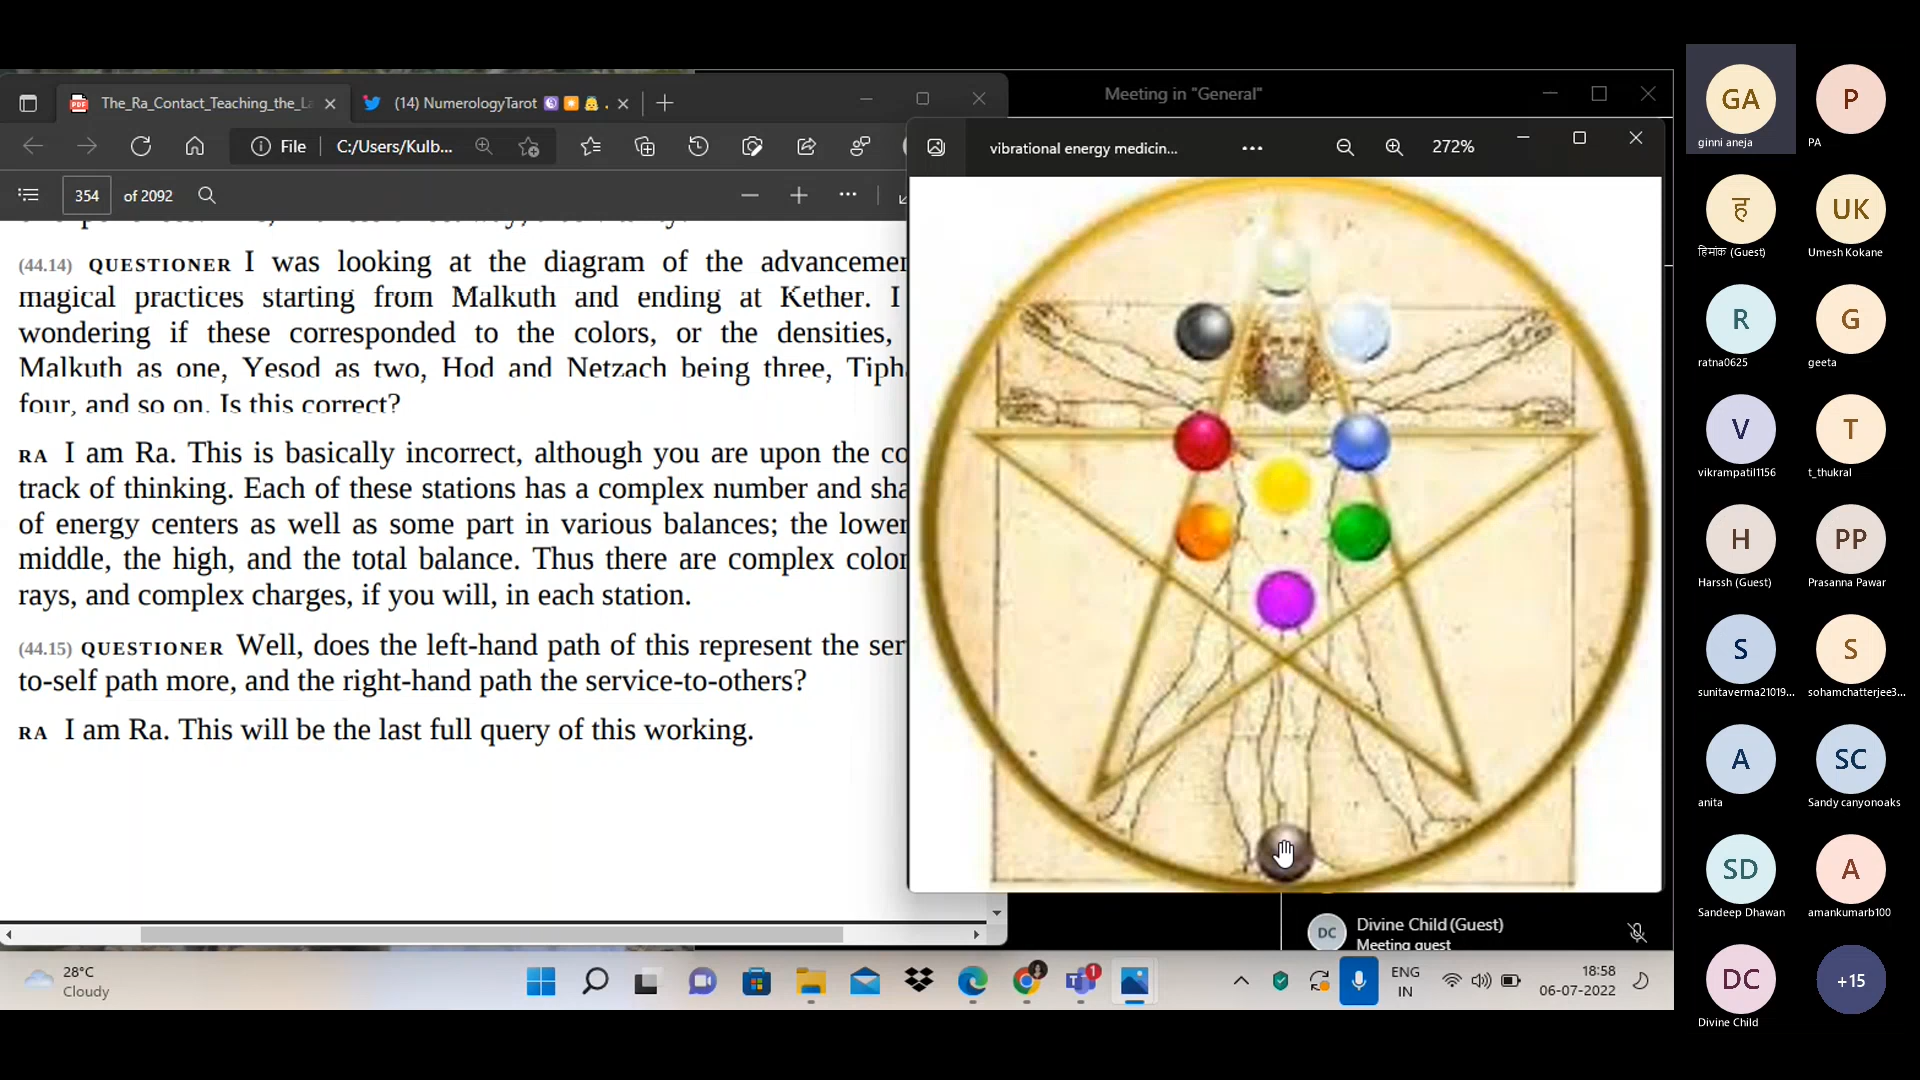 The_Ra_Contact_Teaching_the_La
(14) NumerologyTarot
Meeting in "General"
File
C:/Users/Kulb...
354 of 2092
(44.14) QUESTIONER I was looking at the diagram of the
magical practices starting from Malkuth and ending at Kether. I
wondering if these corresponded to the colors, or the densities,
Malkuth as one, Yesod as two, Hod and Netzach being three,
four, and so on. Is this correct?
RA I am Ra. This is basically incorrect, although you are upon the
track of thinking. Each of these stations has a complex number and
of energy centers as well as some part in various balances; the
middle, the high, and the total balance. Thus there are complex
rays, and complex charges, if you will, in each station.
(44.15) QUESTIONER Well, does the left-hand path of this represent the
to-self path more, and the right-hand path the service-to-others?
RA I am Ra. This will be the last full query of this working.
vibrational energy medicin...
272%
Divine Child (Guest)
DC
Meeting guest
28°C
Cloudy
1
ENG
IN
18:58
06-07-2022
GA
ginni aneja
P
PA
ह
हिमांक (Guest)
UK
Umesh Kokane
R
ratna0625
G
geeta
V
vikrampatil1156
T
t_thukral
H
Harssh (Guest)
PP
Prasanna Pawar
S
sunitaverma21019...
S
sohamchatterjee3...
A
anita
SC
Sandy canyonoaks
SD
Sandeep Dhawan
A
amankumarb100
DC
Divine Child
+15